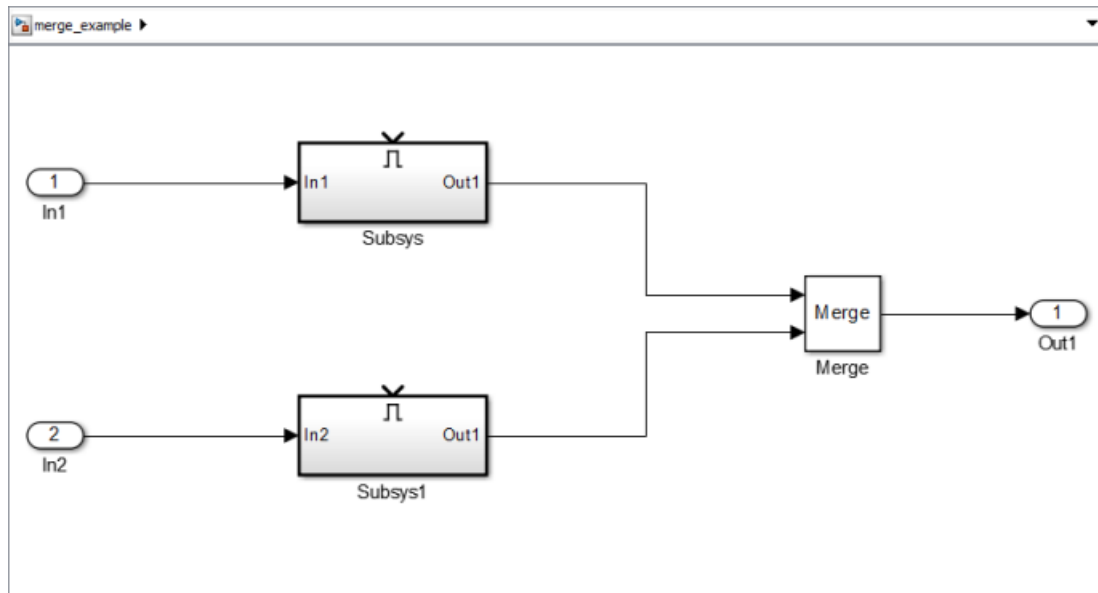 merge_example
1
In1
In1
Out1
Subsys
Merge
Merge
1
Out1
2
In2
In2
Out1
Subsys1